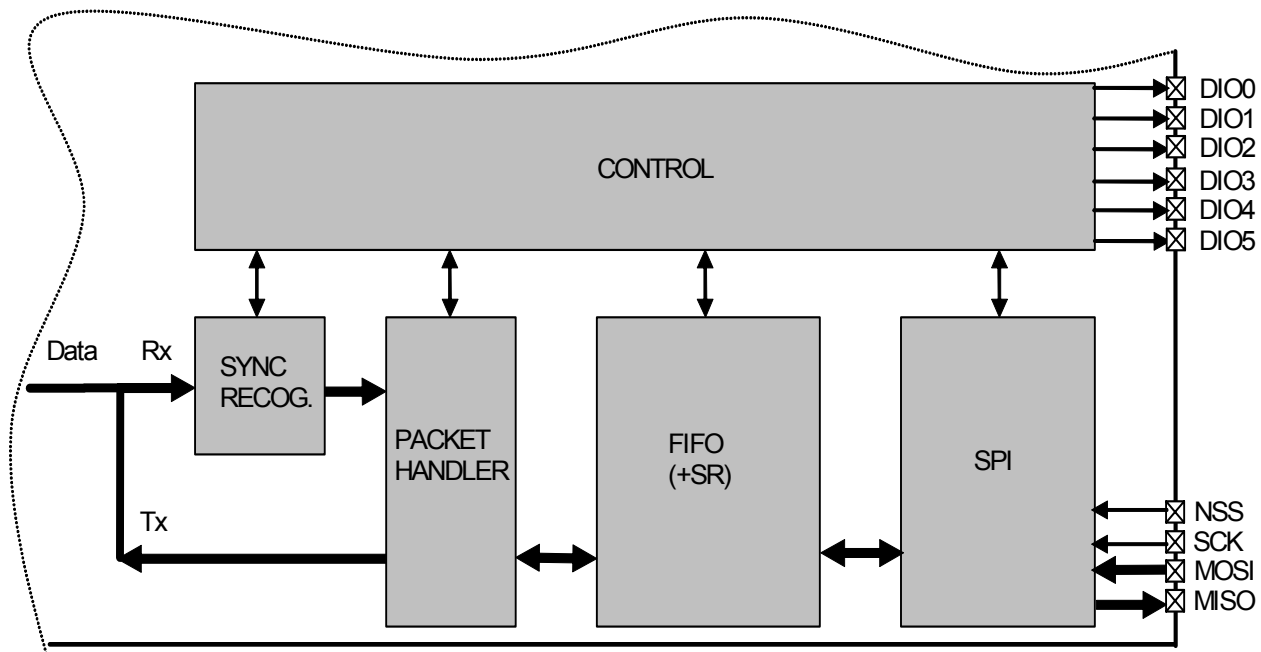 DIO0
DIO1
DIO2
DIO3
DIO4
DIO5
CONTROL
Data
Rx
SYNC
RECOG.
PACKET
HANDLER
FIFO
(+SR)
SPI
Tx
NSS
SCK
MOSI
MISO